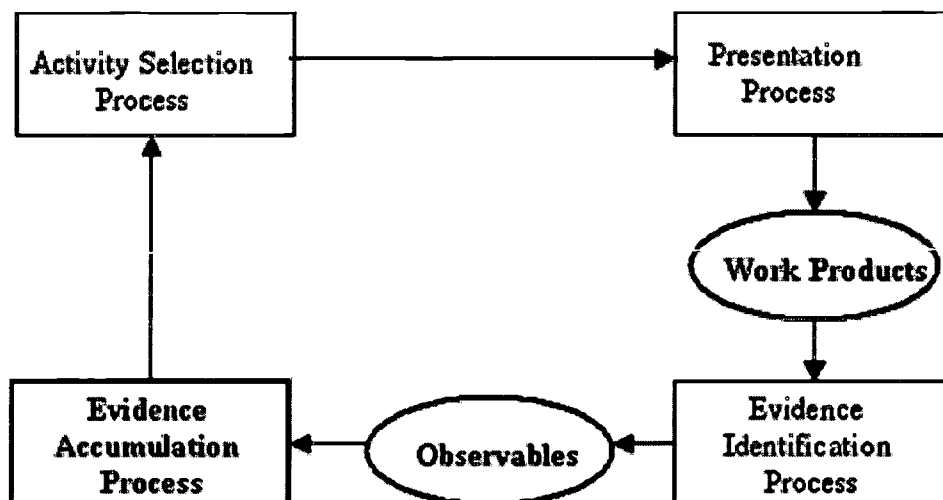 Activity Selection
Process
Presentation
Process
Work Products
Evidence
Identification
Process
Observables
Evidence
Accumulation
Process